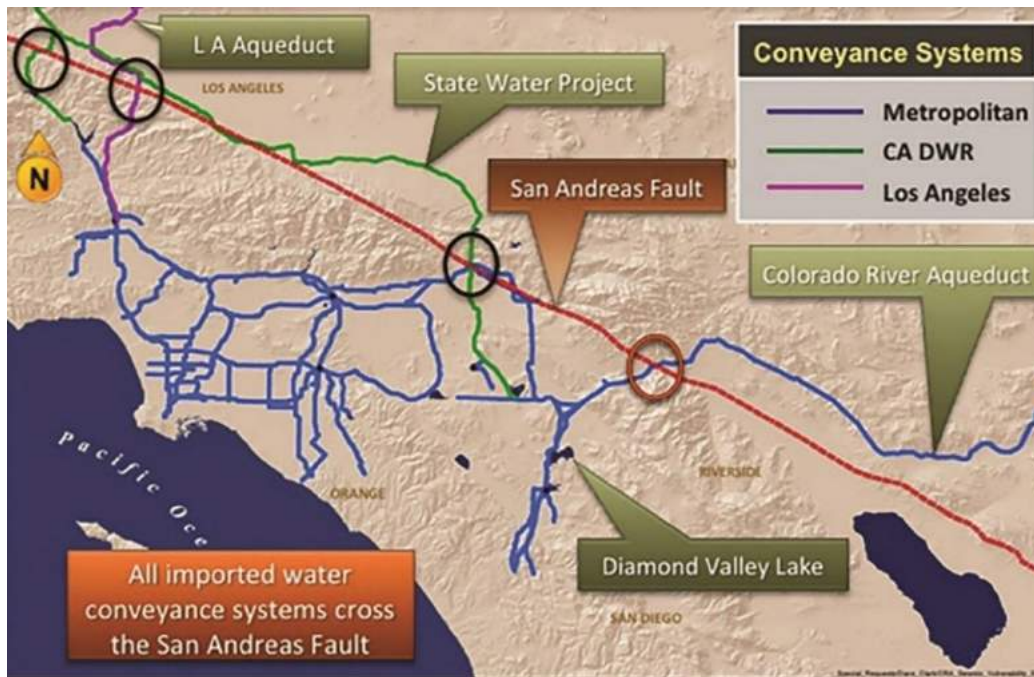 L A Aqueduct
LOS ANGELES
State Water Project
San Andreas Fault
Conveyance Systems
Metropolitan
CA DWR
Los Angeles
N
Colorado River Aqueduct
Pacific Oce
ORANGE
RIVERSIDE
Diamond Valley Lake
SAN DIEGO
All imported water
conveyance systems cross
the San Andreas Fault